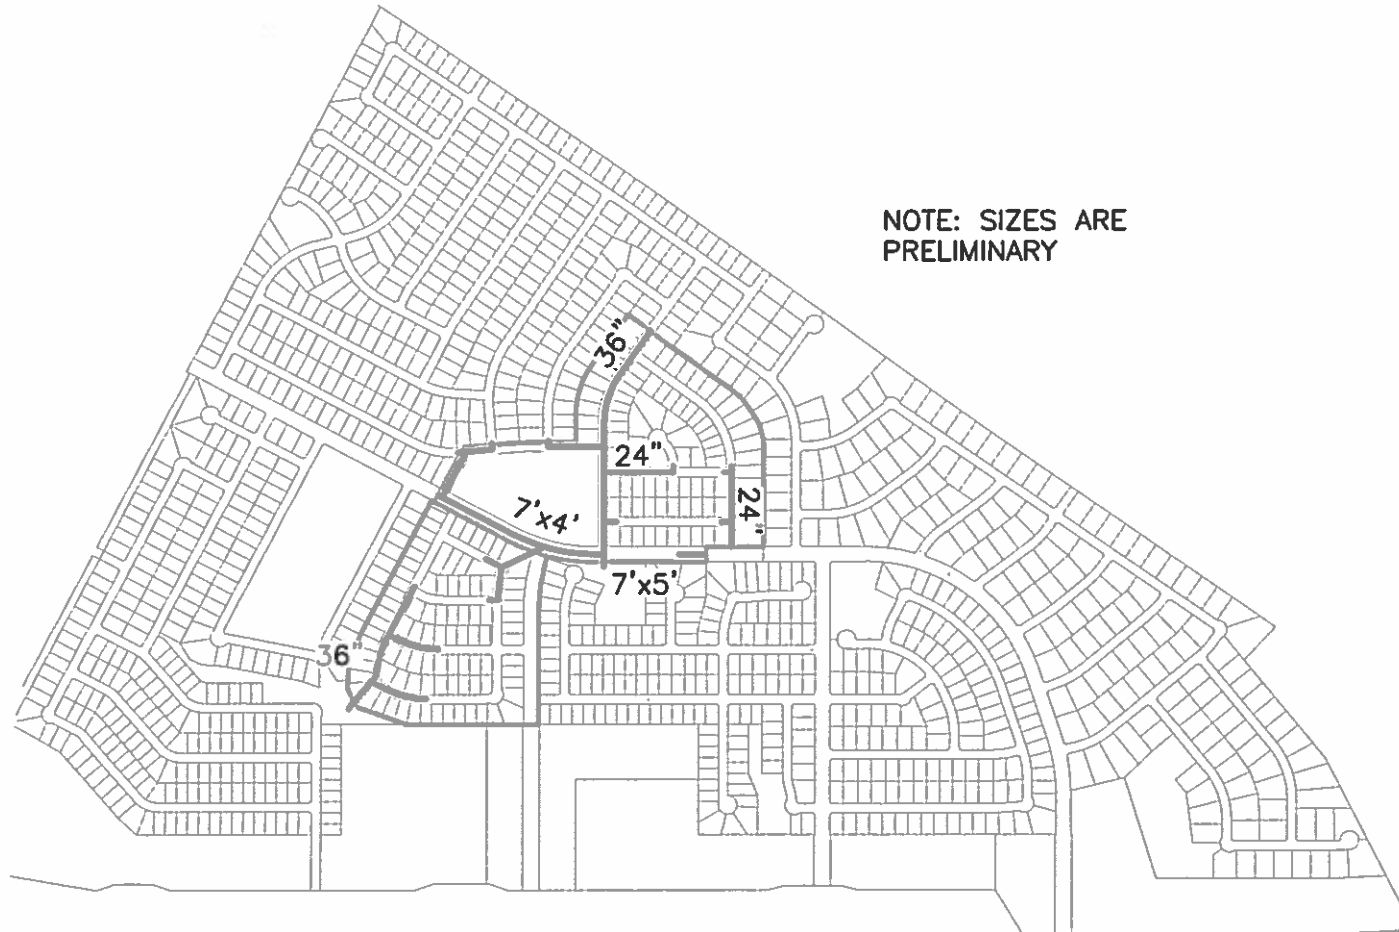 NOTE: SIZES ARE
PRELIMINARY
36"
24"
24"
7'x4'
7'x5'
36"